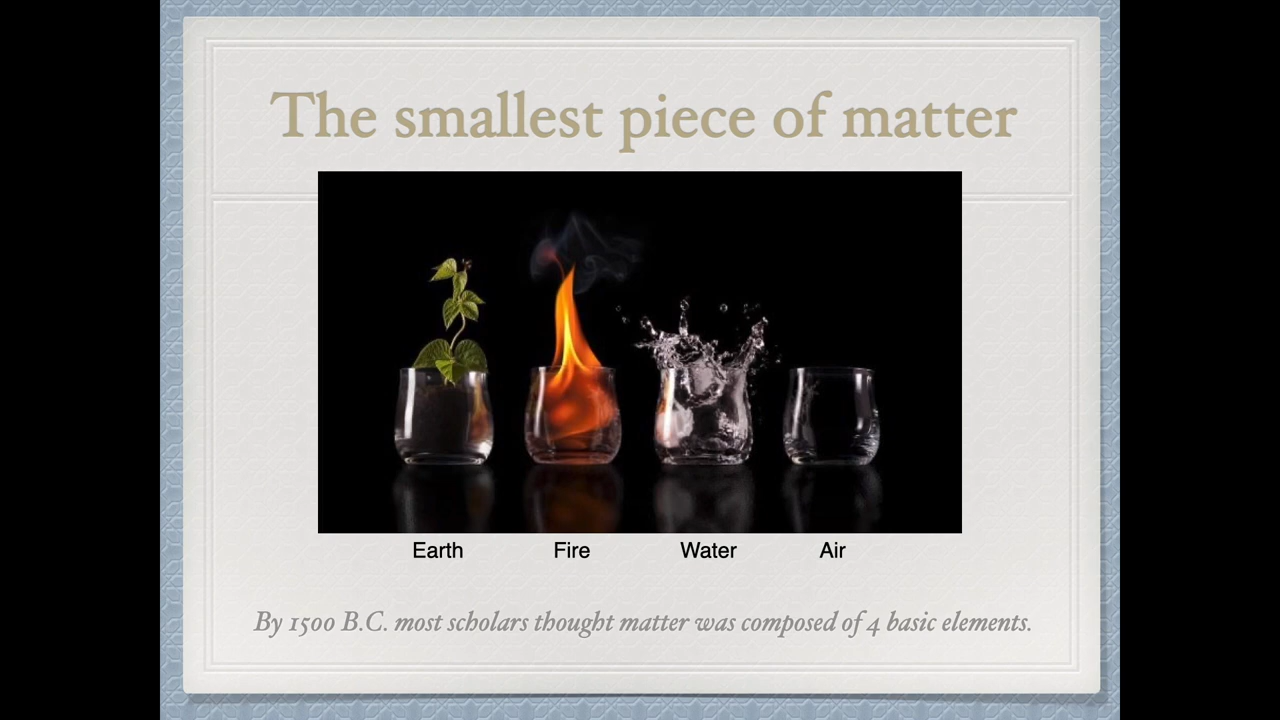 The smallest piece of matter
Earth Fire Water Air
By 1500 B.C. most scholars thought matter was composed of 4 basic elements.